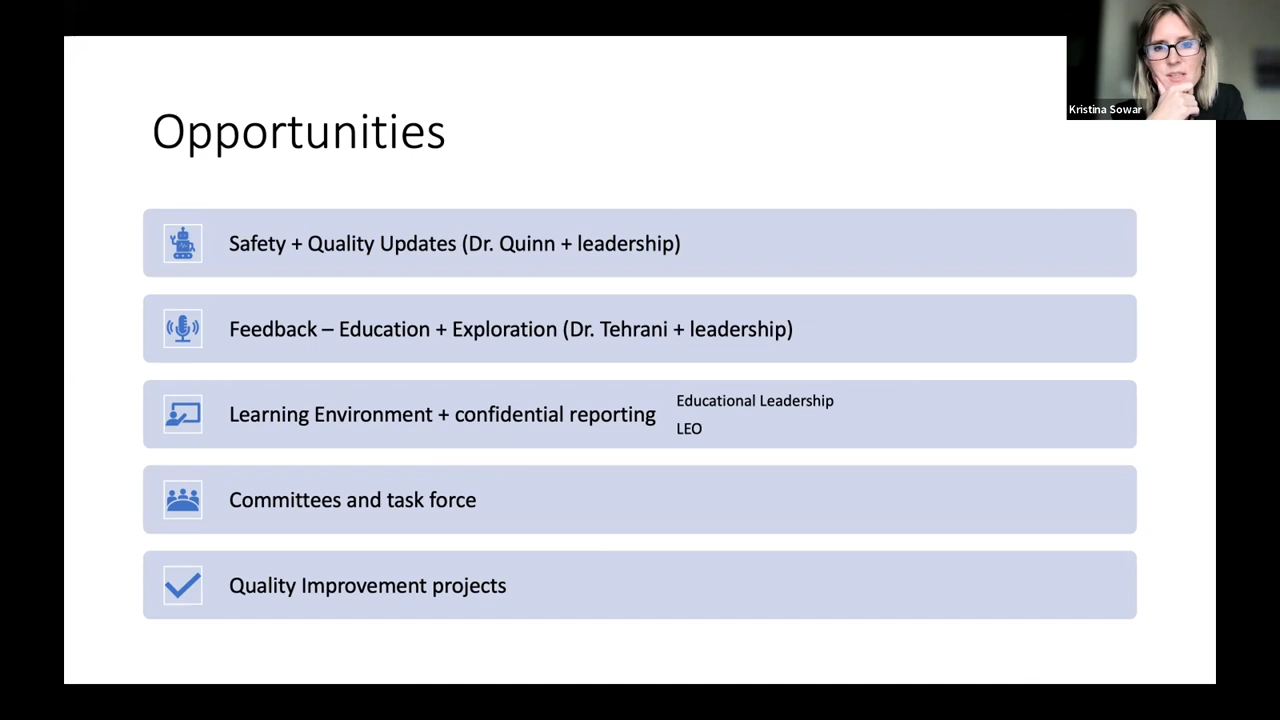 Kristina Sowar
Opportunities
Safety + Quality Updates (Dr. Quinn + leadership)
Feedback – Education + Exploration (Dr. Tehrani + leadership)
Learning Environment + confidential reporting
Educational Leadership
LEO
Committees and task force
Quality Improvement projects